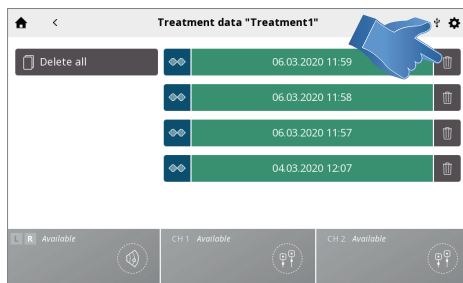 Treatment data "Treatment1"
Delete all
06.03.2020 11:59
06.03.2020 11:58
06.03.2020 11:57
04.03.2020 12:07
L R Available
CH 1 Available
CH 2 Available